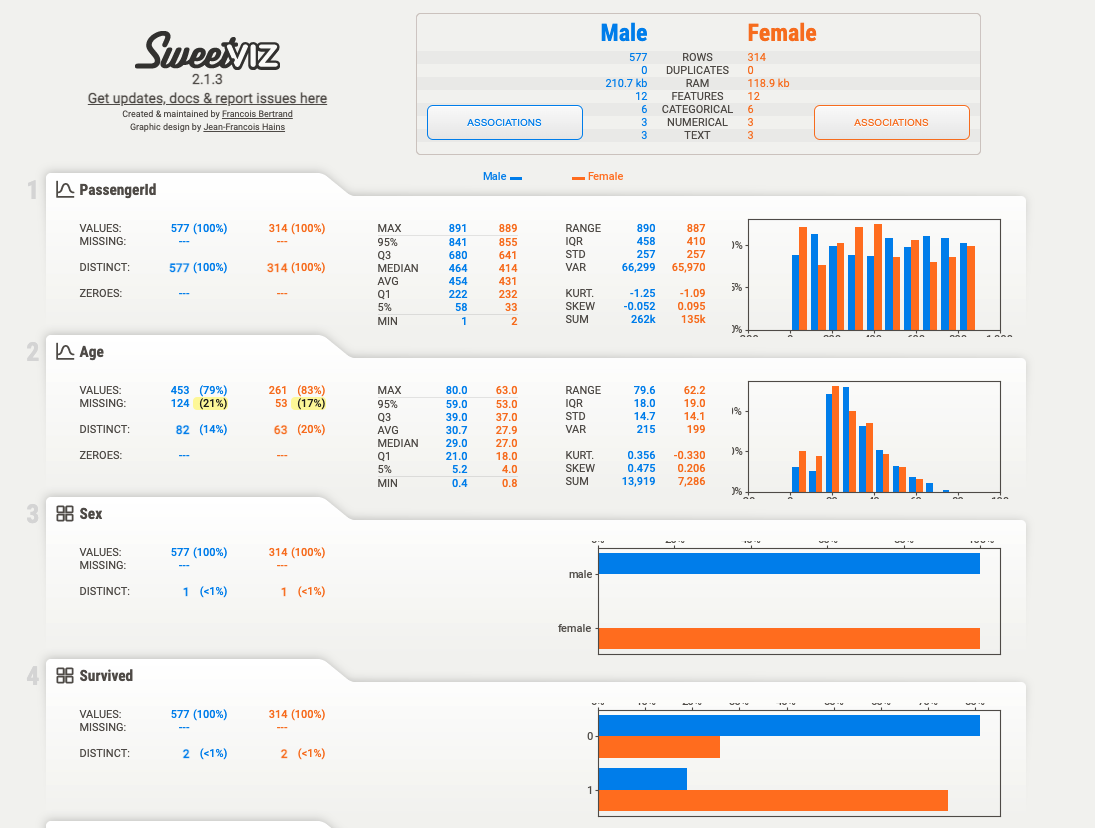 SweetVIZ
2.1.3
Get updates, docs & report issues here
Created & maintained by Francois Bertrand
Graphic design by Jean-Francois Hains
Male Female
577 ROWS 314
0 DUPLICATES 0
210.7 kb RAM 118.9 kb
12 FEATURES 12
6 CATEGORICAL 6
3 NUMERICAL 3
3 TEXT 3
ASSOCIATIONS ASSOCIATIONS
Male Female
1 PassengerId
VALUES: 577 (100%) 314 (100%) MAX 891 889 RANGE 890 887
MISSING: --- --- 95% 841 855 IQR 458 410
Q3 680 641 STD 257 257
DISTINCT: 577 (100%) 314 (100%) MEDIAN 464 414 VAR 66,299 65,970
AVG 454 431
ZEROES: --- --- Q1 222 232 KURT. -1.25 -1.09
5% 58 33 SKEW -0.052 0.095
MIN 1 2 SUM 262k 135k
2 Age
VALUES: 453 (79%) 261 (83%) MAX 80.0 63.0 RANGE 79.6 62.2
MISSING: 124 (21%) 53 (17%) 95% 59.0 53.0 IQR 18.0 19.0
Q3 39.0 37.0 STD 14.7 14.1
DISTINCT: 82 (14%) 63 (20%) AVG 30.7 27.9 VAR 215 199
MEDIAN 29.0 27.0
ZEROES: --- --- Q1 21.0 18.0 KURT. 0.356 -0.330
5% 5.2 4.0 SKEW 0.475 0.206
MIN 0.4 0.8 SUM 13,919 7,286
3 Sex
VALUES: 577 (100%) 314 (100%)
MISSING: --- ---
male
DISTINCT: 1 (<1%) 1 (<1%)
female
4 Survived
VALUES: 577 (100%) 314 (100%)
MISSING: --- ---
0
DISTINCT: 2 (<1%) 2 (<1%)
1